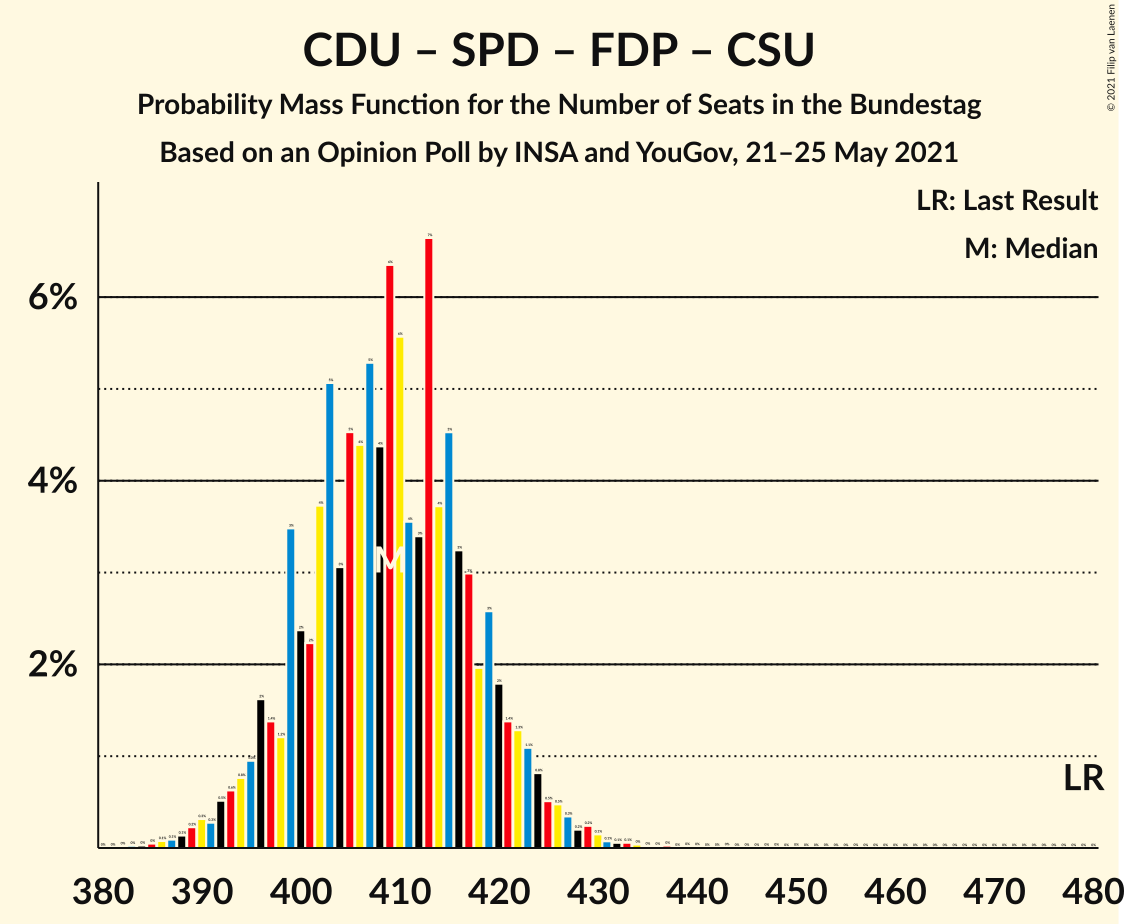 CDU – SPD – FDP – CSU
Probability Mass Function for the Number of Seats in the Bundestag
Based on an Opinion Poll by INSA and YouGov, 21–25 May 2021
© 2021 Filip van Laenen
LR: Last Result
M: Median
6%
4%
2%
M
LR
380 390 400 410 420 430 440 450 460 470 480